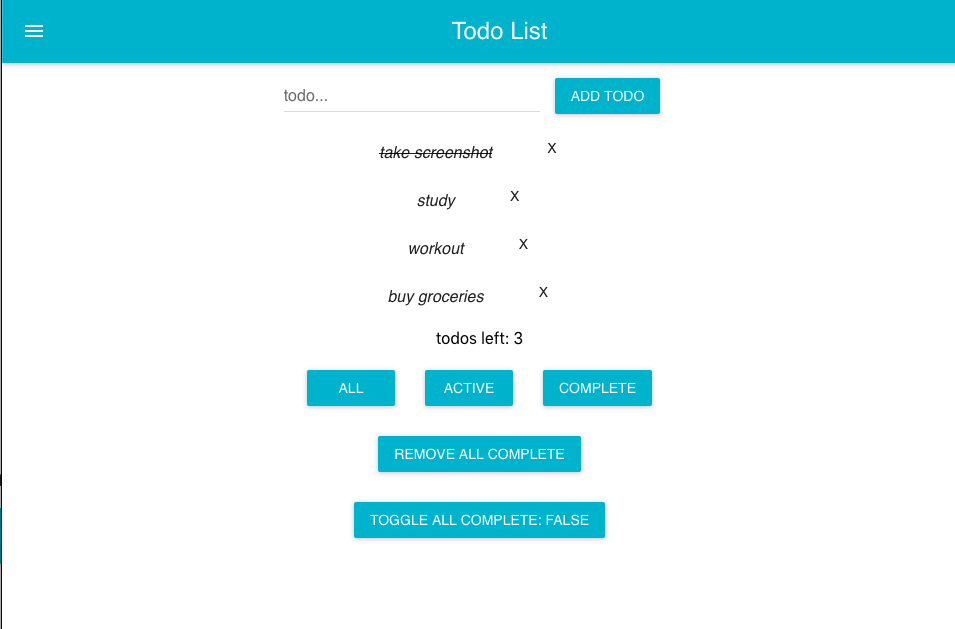 Todo List
todo... ADD TODO
take screenshot X
study X
workout X
buy groceries X
todos left: 3
ALL ACTIVE COMPLETE
REMOVE ALL COMPLETE
TOGGLE ALL COMPLETE: FALSE